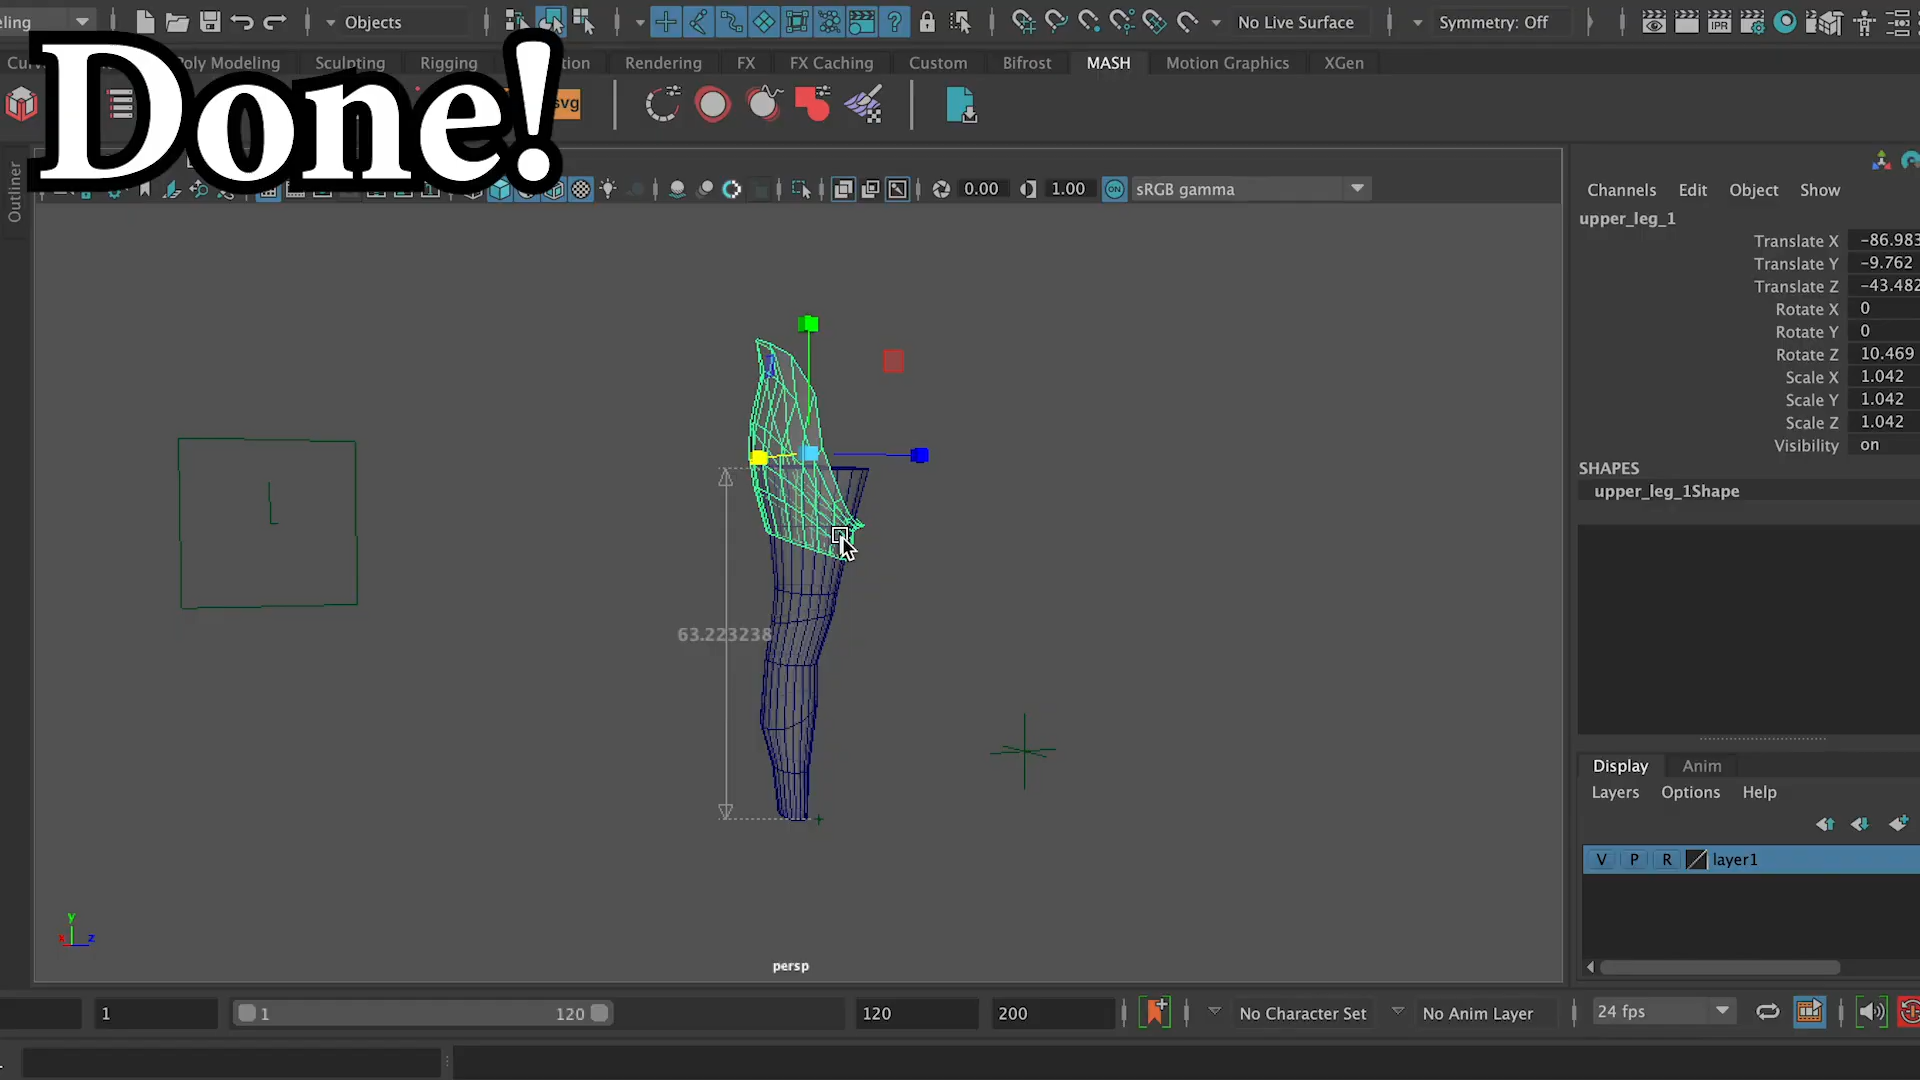 ing
Objects
No Live Surface
Symmetry: Off
IPR
Done!
Poly Modeling
Sculpting
Rigging
Rendering
FX
FX Caching
Custom
Bifrost
MASH
Motion Graphics
XGen
svg
Outliner
0.00
1.00
ON
sRGB gamma
Channels
Edit
Object
Show
upper_leg_1
Translate X
-86.983
Translate Y
-9.762
Translate Z
-43.482
Rotate X
0
Rotate Y
0
Rotate Z
10.469
Scale X
1.042
Scale Y
1.042
Scale Z
1.042
Visibility
on
SHAPES
upper_leg_1Shape
63.223238
Display
Anim
Layers
Options
Help
V
P
R
layer1
y
x
z
persp
1
1
120
120
200
No Character Set
No Anim Layer
24 fps